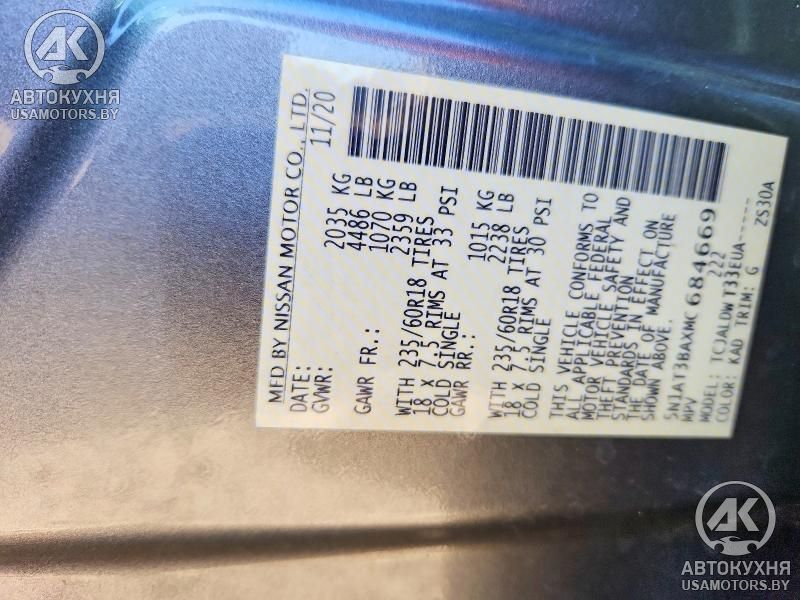 АВТОКУХНЯ
USAMOTORS.BY
MFD BY NISSAN MOTOR CO., LTD.
DATE: 11/20
GVWR: 2035 KG
4486 LB
GAWR FR.: 1070 KG
2359 LB
WITH 235/60R18 TIRES
18 X 7.5 RIMS AT 33 PSI
COLD SINGLE
GAWR RR.: 1015 KG
2238 LB
WITH 235/60R18 TIRES
18 X 7.5 RIMS AT 30 PSI
COLD SINGLE
THIS VEHICLE CONFORMS TO
ALL APPLICABLE FEDERAL
MOTOR VEHICLE SAFETY AND
THEFT PREVENTION
STANDARDS IN EFFECT ON
THE DATE OF MANUFACTURE
SHOWN ABOVE.
5N1AT3BAXMC 684669
MPV 222
MODEL: TCJALDWT33EUA-----
COLOR: KAD TRIM: G ZS30A
АК
АВТОКУХНЯ
USAMOTORS.BY